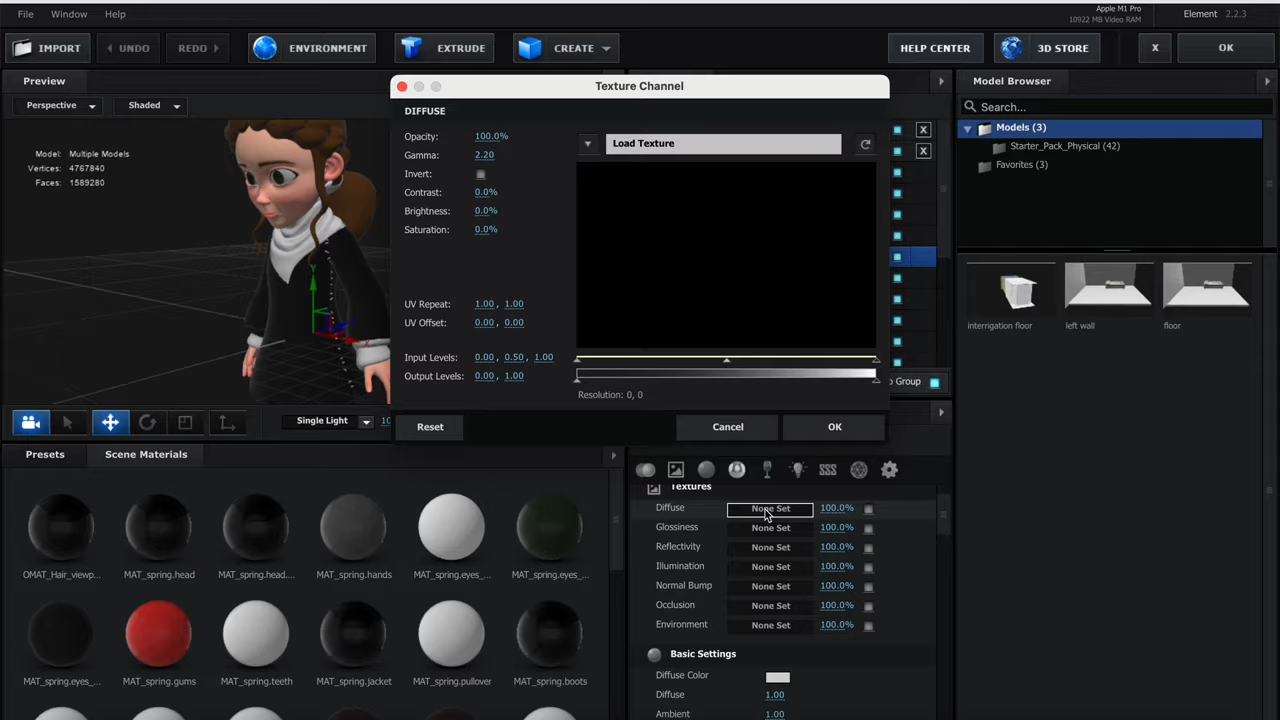 File Window Help
Apple M1 Pro
10922 MB Video RAM
Element 2.2.3
IMPORT UNDO REDO ENVIRONMENT EXTRUDE CREATE HELP CENTER 3D STORE X OK
Preview
Perspective Shaded
Model: Multiple Models
Vertices: 4767840
Faces: 1589280
Y
Texture Channel
DIFFUSE
Opacity: 100.0%
Gamma: 2.20
Invert:
Contrast: 0.0%
Brightness: 0.0%
Saturation: 0.0%
UV Repeat: 1.00, 1.00
UV Offset: 0.00, 0.00
Input Levels: 0.00, 0.50, 1.00
Output Levels: 0.00, 1.00
Load Texture
Resolution: 0, 0
Reset Cancel OK
X
X
Group
Model Browser
Search...
Models (3)
Starter_Pack_Physical (42)
Favorites (3)
interrigation floor left wall floor
Single Light
Presets Scene Materials
OMAT_Hair_viewp... MAT_spring.head MAT_spring.head.... MAT_spring.hands MAT_spring.eyes_... MAT_spring.eyes_...
MAT_spring.eyes_... MAT_spring.gums MAT_spring.teeth MAT_spring.jacket MAT_spring.pullover MAT_spring.boots
Textures
Diffuse None Set 100.0%
Glossiness None Set 100.0%
Reflectivity None Set 100.0%
Illumination None Set 100.0%
Normal Bump None Set 100.0%
Occlusion None Set 100.0%
Environment None Set 100.0%
Basic Settings
Diffuse Color
Diffuse 1.00
Ambient 1.00